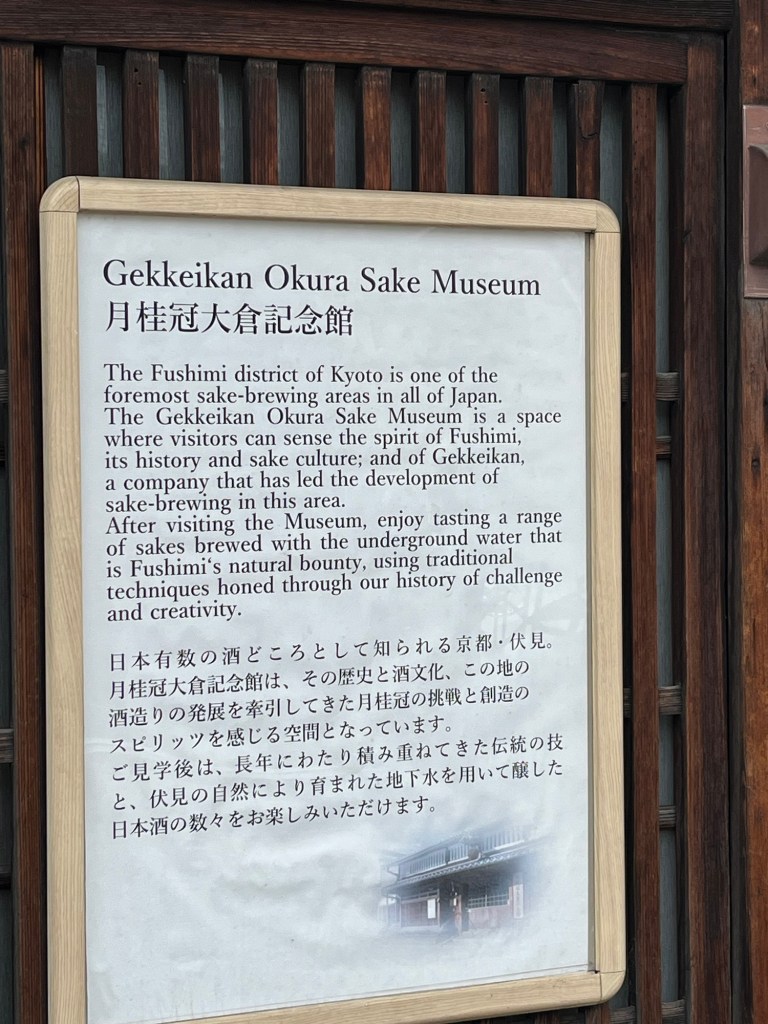 Gekkeikan Okura Sake Museum
月桂冠大倉記念館
The Fushimi district of Kyoto is one of the
foremost sake-brewing areas in all of Japan.
The Gekkeikan Okura Sake Museum is a space
where visitors can sense the spirit of Fushimi,
its history and sake culture; and of Gekkeikan,
a company that has led the development of
sake-brewing in this area.
After visiting the Museum, enjoy tasting a range
of sakes brewed with the underground water that
is Fushimi‘s natural bounty, using traditional
techniques honed through our history of challenge
and creativity.
日本有数の酒どころとして知られる京都・伏見。
月桂冠大倉記念館は、その歴史と酒文化、この地の
酒造りの発展を牽引してきた月桂冠の挑戦と創造の
スピリッツを感じる空間となっています。
ご見学後は、長年にわたり積み重ねてきた伝統の技
と、伏見の自然により育まれた地下水を用いて醸した
日本酒の数々をお楽しみいただけます。